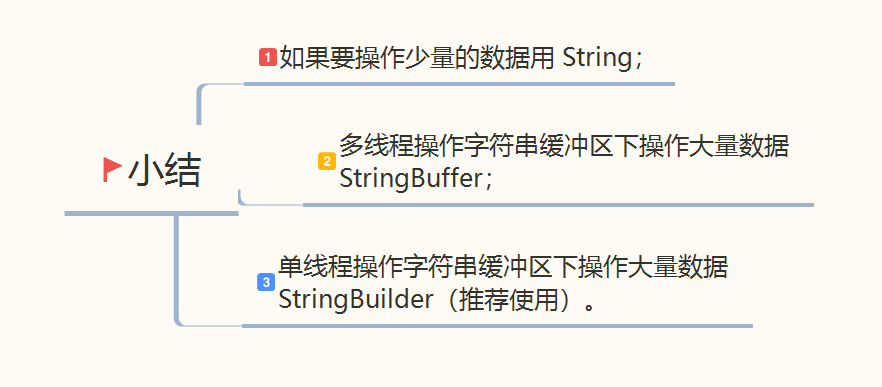 1 如果要操作少量的数据用 String；
小结
2 多线程操作字符串缓冲区下操作大量数据
StringBuffer；
3 单线程操作字符串缓冲区下操作大量数据
StringBuilder（推荐使用）。